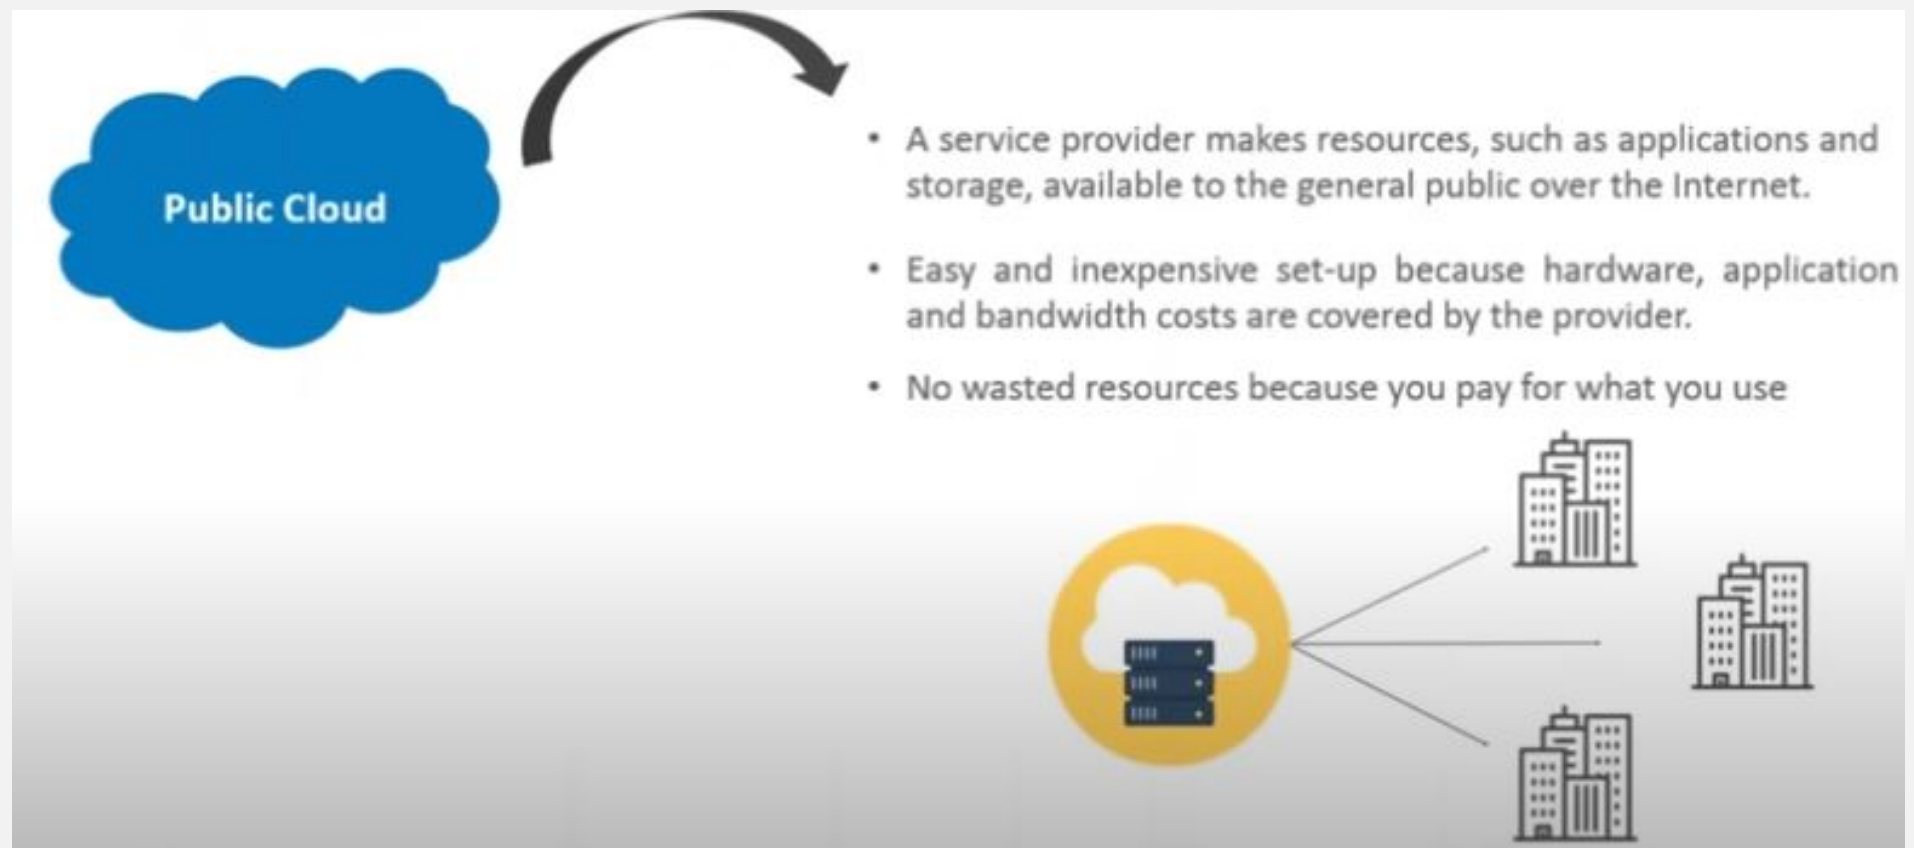 Public Cloud
• A service provider makes resources, such as applications and
storage, available to the general public over the Internet.
• Easy and inexpensive set-up because hardware, application
and bandwidth costs are covered by the provider.
• No wasted resources because you pay for what you use